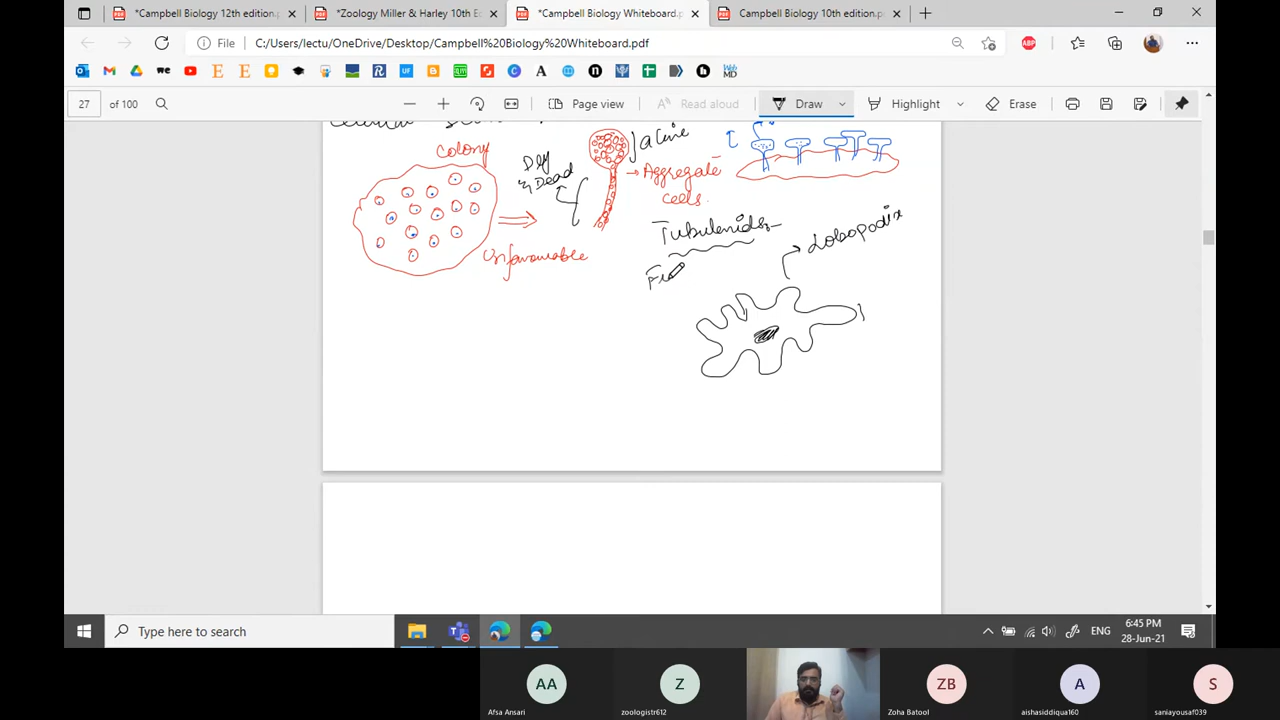 *Campbell Biology 12th edition.p
*Zoology Miller & Harley 10th Ed
*Campbell Biology Whiteboard.p
Campbell Biology 10th edition.p
File
C:/Users/lectu/OneDrive/Desktop/Campbell%20Biology%20Whiteboard.pdf
27 of 100
Page view
Read aloud
Draw
Highlight
Erase
colony
Dry
& Dead
Aggregate
cells.
Unfavourable
Tubulenids
Lobopodia
Type here to search
ENG
6:45 PM
28-Jun-21
AA
Z
ZB
A
S
Afsa Ansari
zoologistr612
Zoha Batool
aishasiddiqua160
saniayousaf039